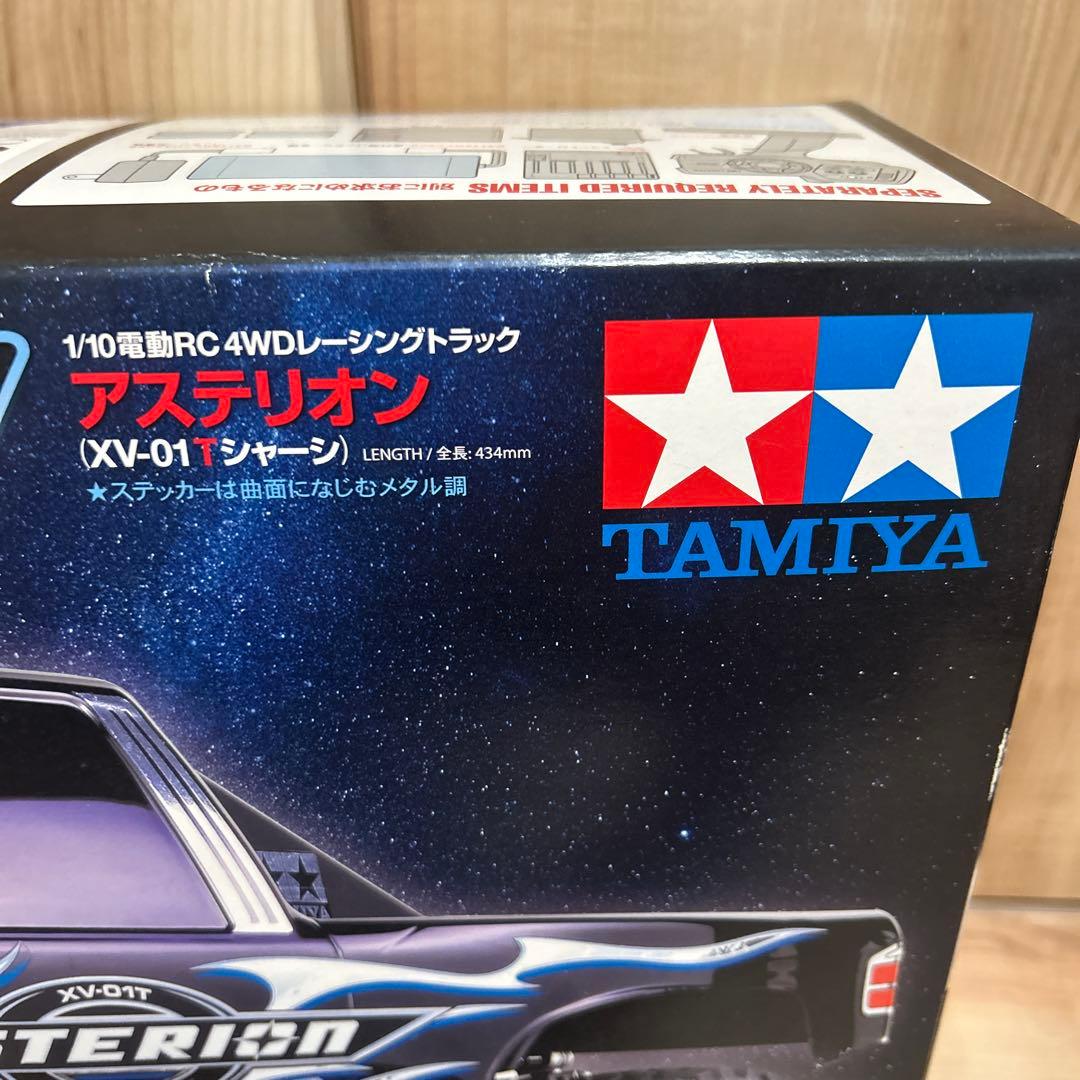 SEPARATELY REQUIRED ITEMS 別にお求めになるもの
1/10電動RC 4WDレーシングトラック
アステリオン
(XV-01Tシャーシ) LENGTH / 全長: 434mm
★ステッカーは曲面になじむメタル調
TAMIYA
TAMIYA
XV-01T
STERION